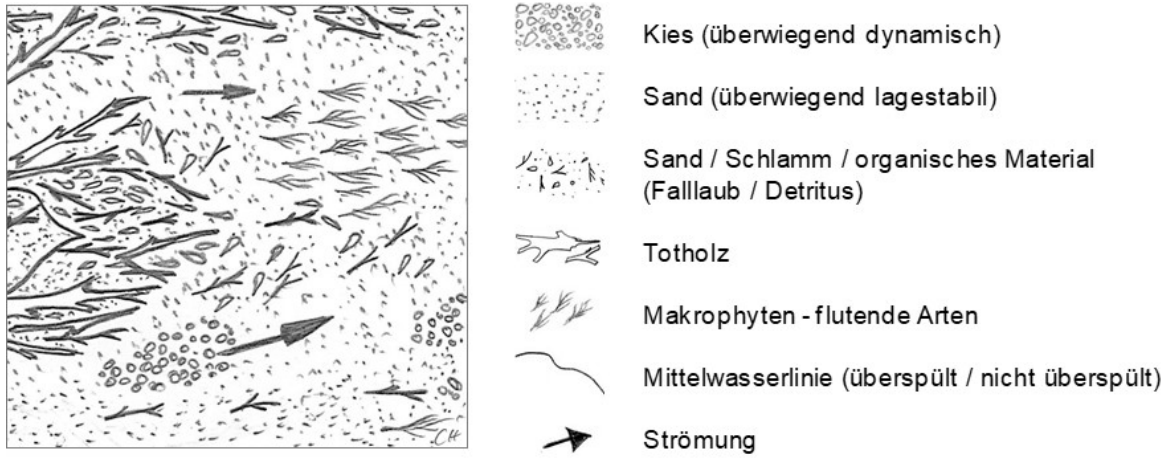 Kies (überwiegend dynamisch)
Sand (überwiegend lagestabil)
Sand / Schlamm / organisches Material
(Falllaub / Detritus)
Totholz
Makrophyten - flutende Arten
Mittelwasserlinie (überspült / nicht überspült)
Strömung
CH